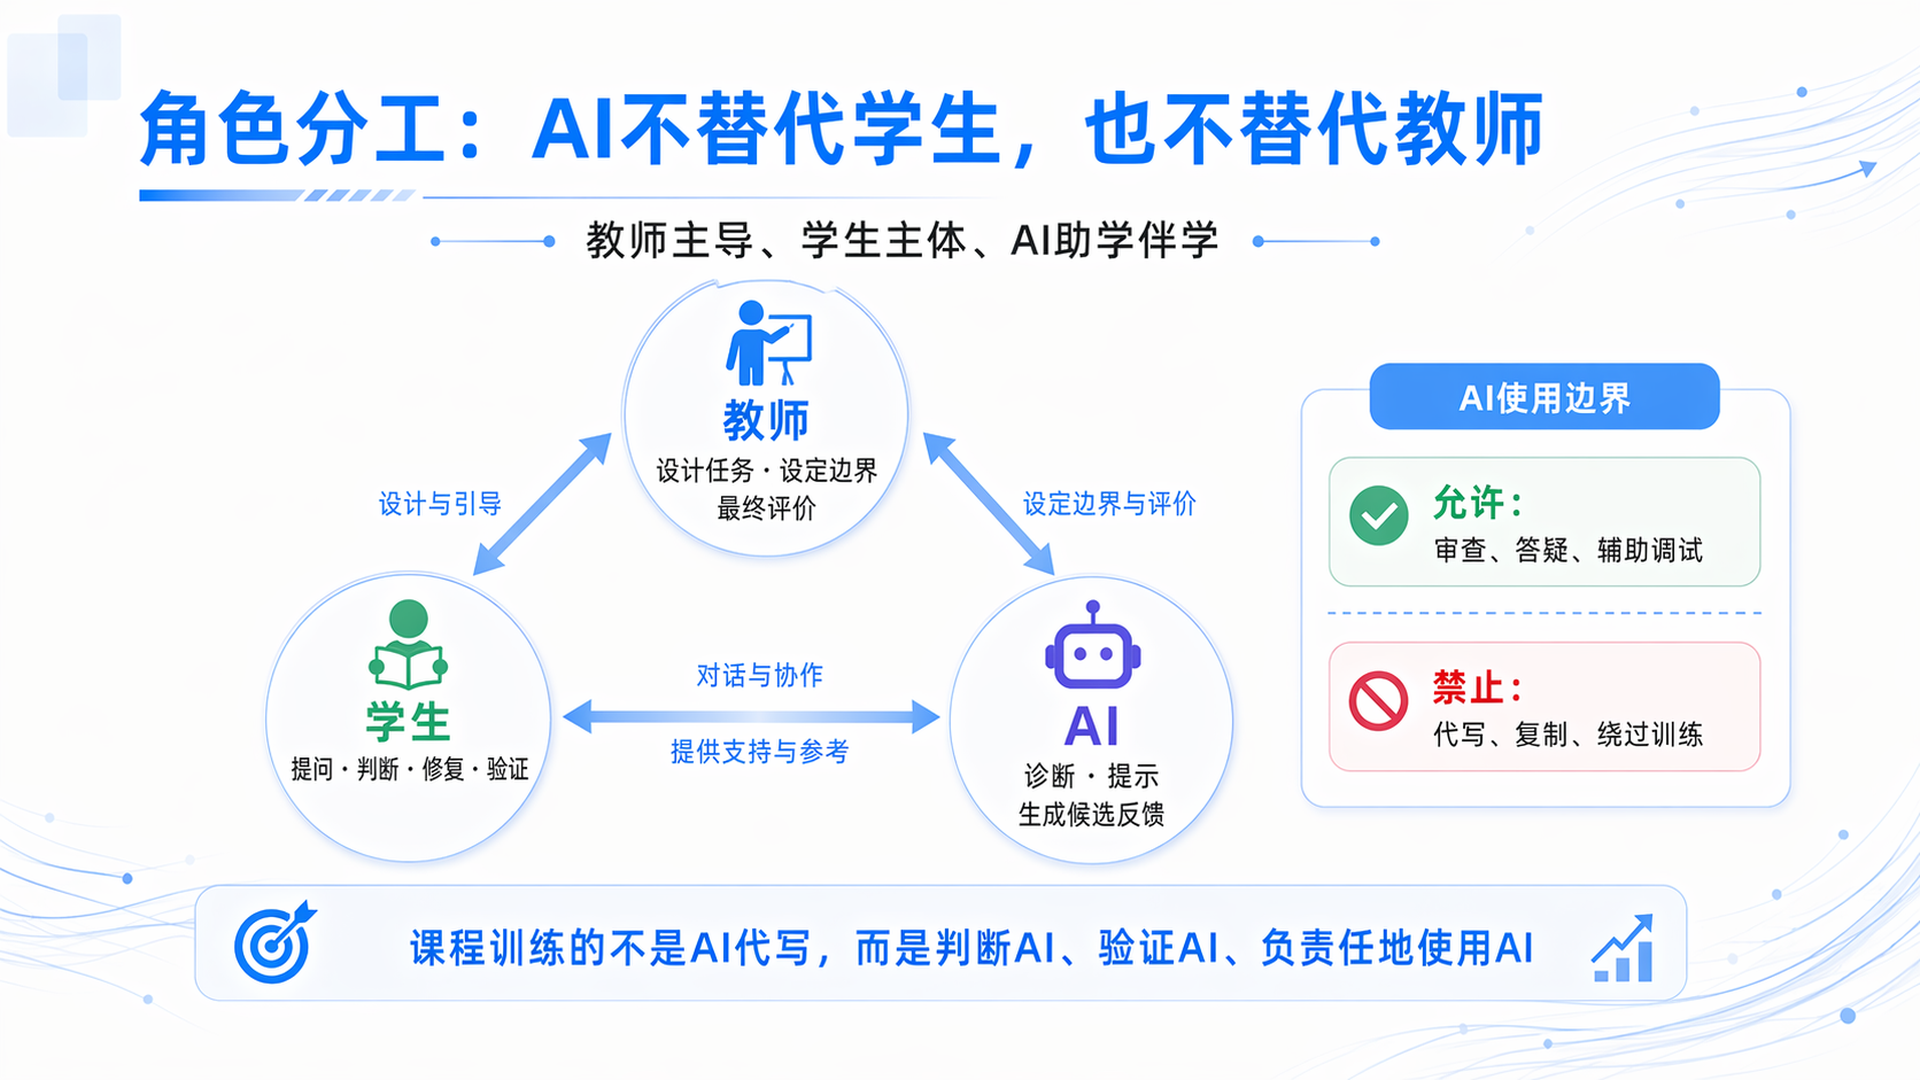 角色分工：AI不替代学生，也不替代教师
教师主导、学生主体、AI助学伴学
教师
设计任务·设定边界
最终评价
设计与引导
设定边界与评价
学生
提问·判断·修复·验证
对话与协作
提供支持与参考
AI
诊断·提示
生成候选反馈
AI使用边界
允许：
审查、答疑、辅助调试
禁止：
代写、复制、绕过训练
课程训练的不是AI代写，而是判断AI、验证AI、负责任地使用AI